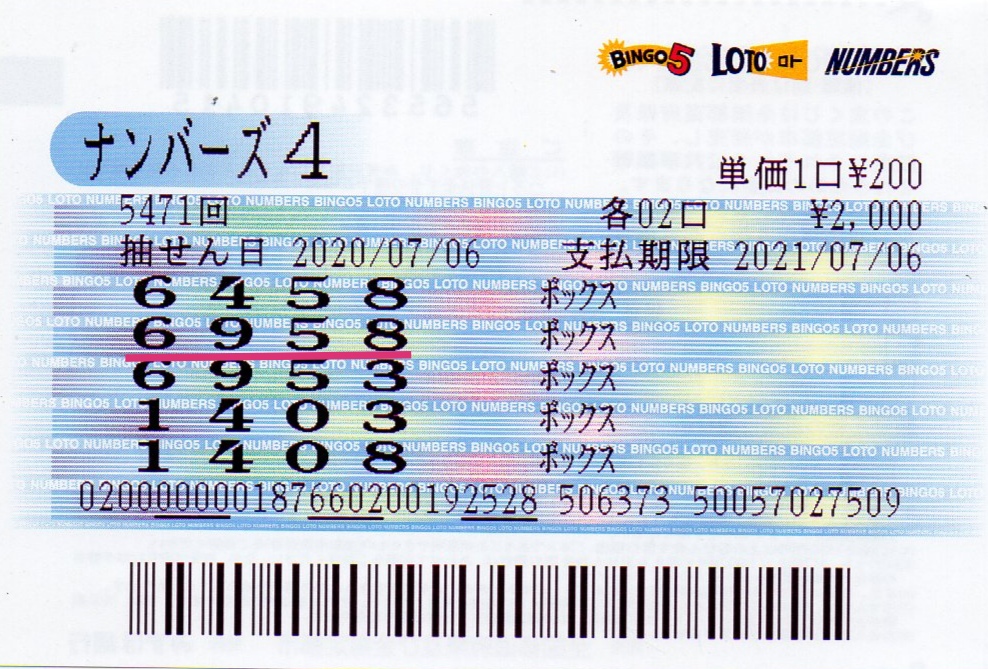 BINGO5 LOTO NUMBERS
ナンバーズ4
単価1口¥200
5471回 各02口 ¥2,000
抽せん日 2020/07/06 支払期限 2021/07/06
6458 ボックス
6958 ボックス
6953 ボックス
1403 ボックス
1408 ボックス
020000000187660200192528 506373 50057027509